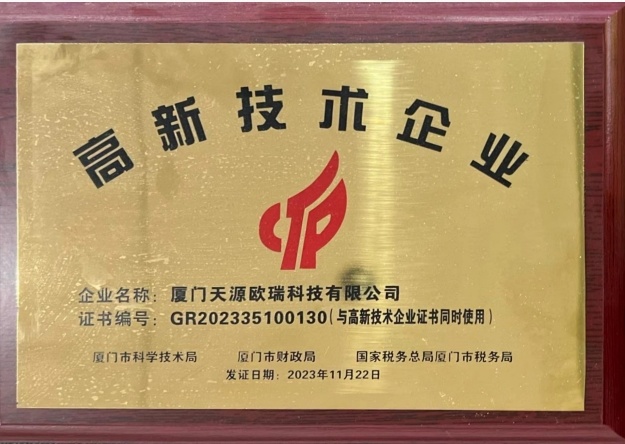 高新技术企业
CTP
企业名称：厦门天源欧瑞科技有限公司
证书编号：GR202335100130（与高新技术企业证书同时使用）
厦门市科学技术局 厦门市财政局 国家税务总局厦门市税务局
发证日期：2023年11月22日